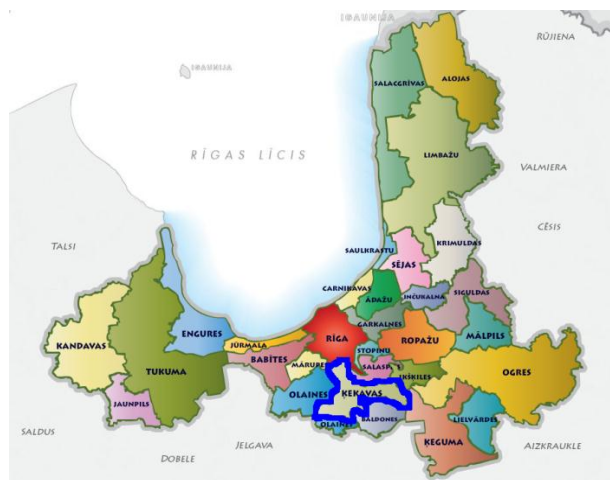 IGAUNIJA
IGAUNIJA
RŪJIENA
SALACGRĪVAS
ALOJAS
RĪGAS LĪCIS
LIMBAŽU
VALMIERA
TALSI
CĒSIS
SAULKRASTU
KRIMULDAS
SĒJAS
CARNIKAVAS
ĀDAŽU
INČUKALNA
SIGULDAS
ENGURES
GARKALNES
KANDAVAS
TUKUMA
JŪRMALA
BABĪTES
RĪGA
STOPIŅU
ROPAŽU
MĀLPILS
MĀRUPES
SALASP
IKŠĶILES
OGRES
JAUNPILS
OLAINES
ĶEKAVAS
BALDONES
OLAINES
LIELVĀRDES
ĶEGUMA
SALDUS
DOBELE
JELGAVA
AIZKRAUKLE